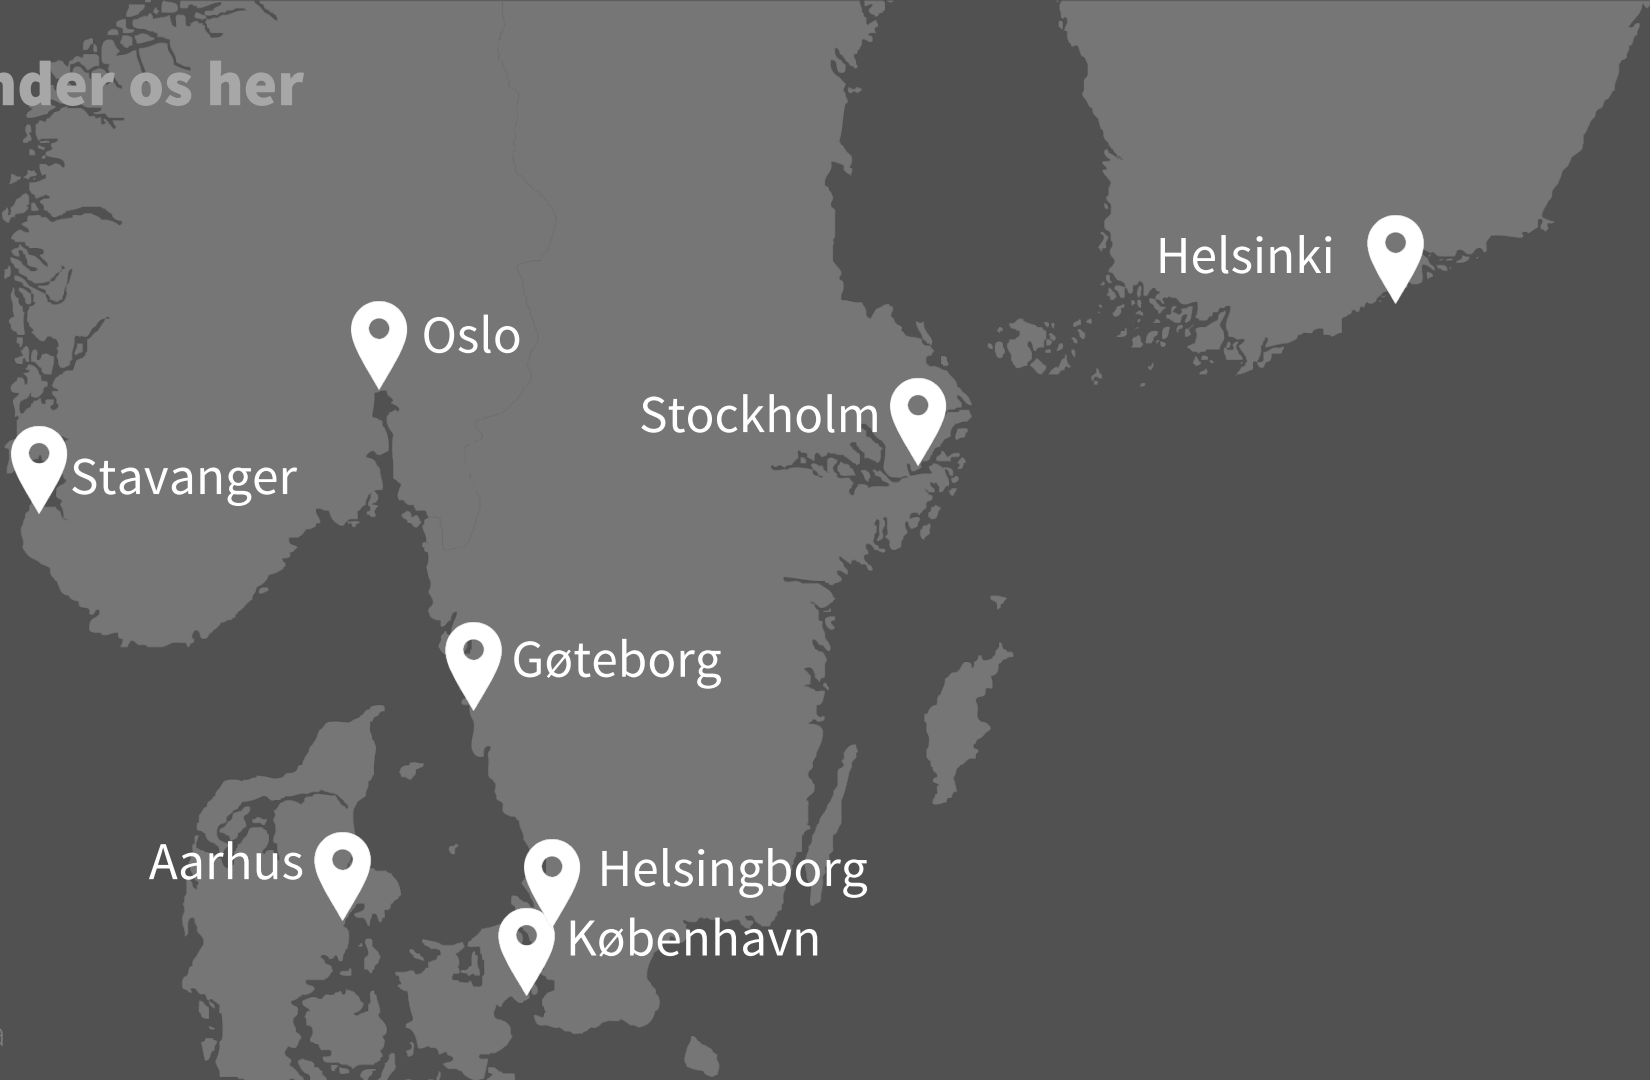 nder os her
Helsinki
Oslo
Stockholm
Stavanger
Gøteborg
Aarhus
Helsingborg
København